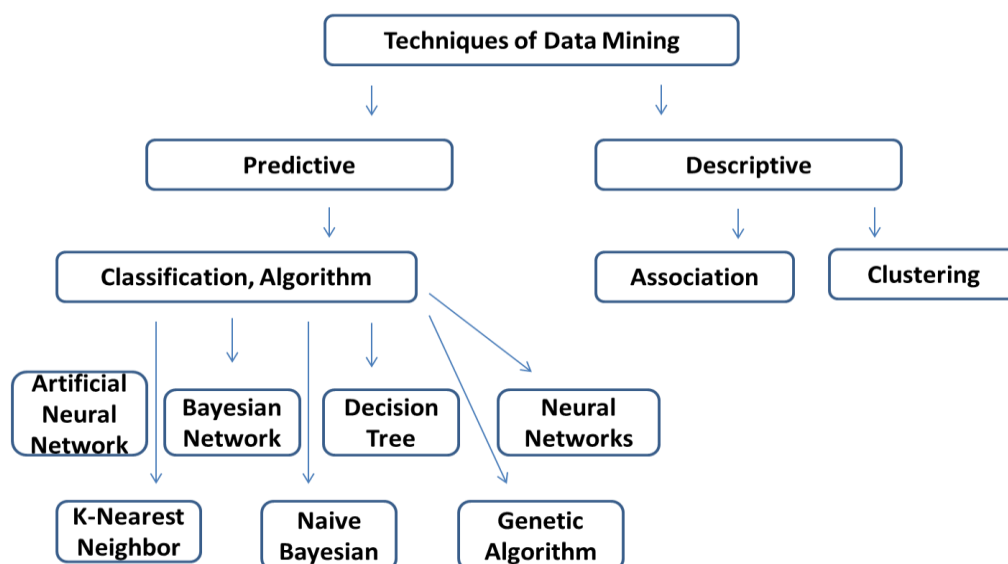 Techniques of Data Mining
Predictive
Descriptive
Classification, Algorithm
Association
Clustering
Artificial
Neural
Network
Bayesian
Network
Decision
Tree
Neural
Networks
K-Nearest
Neighbor
Naive
Bayesian
Genetic
Algorithm